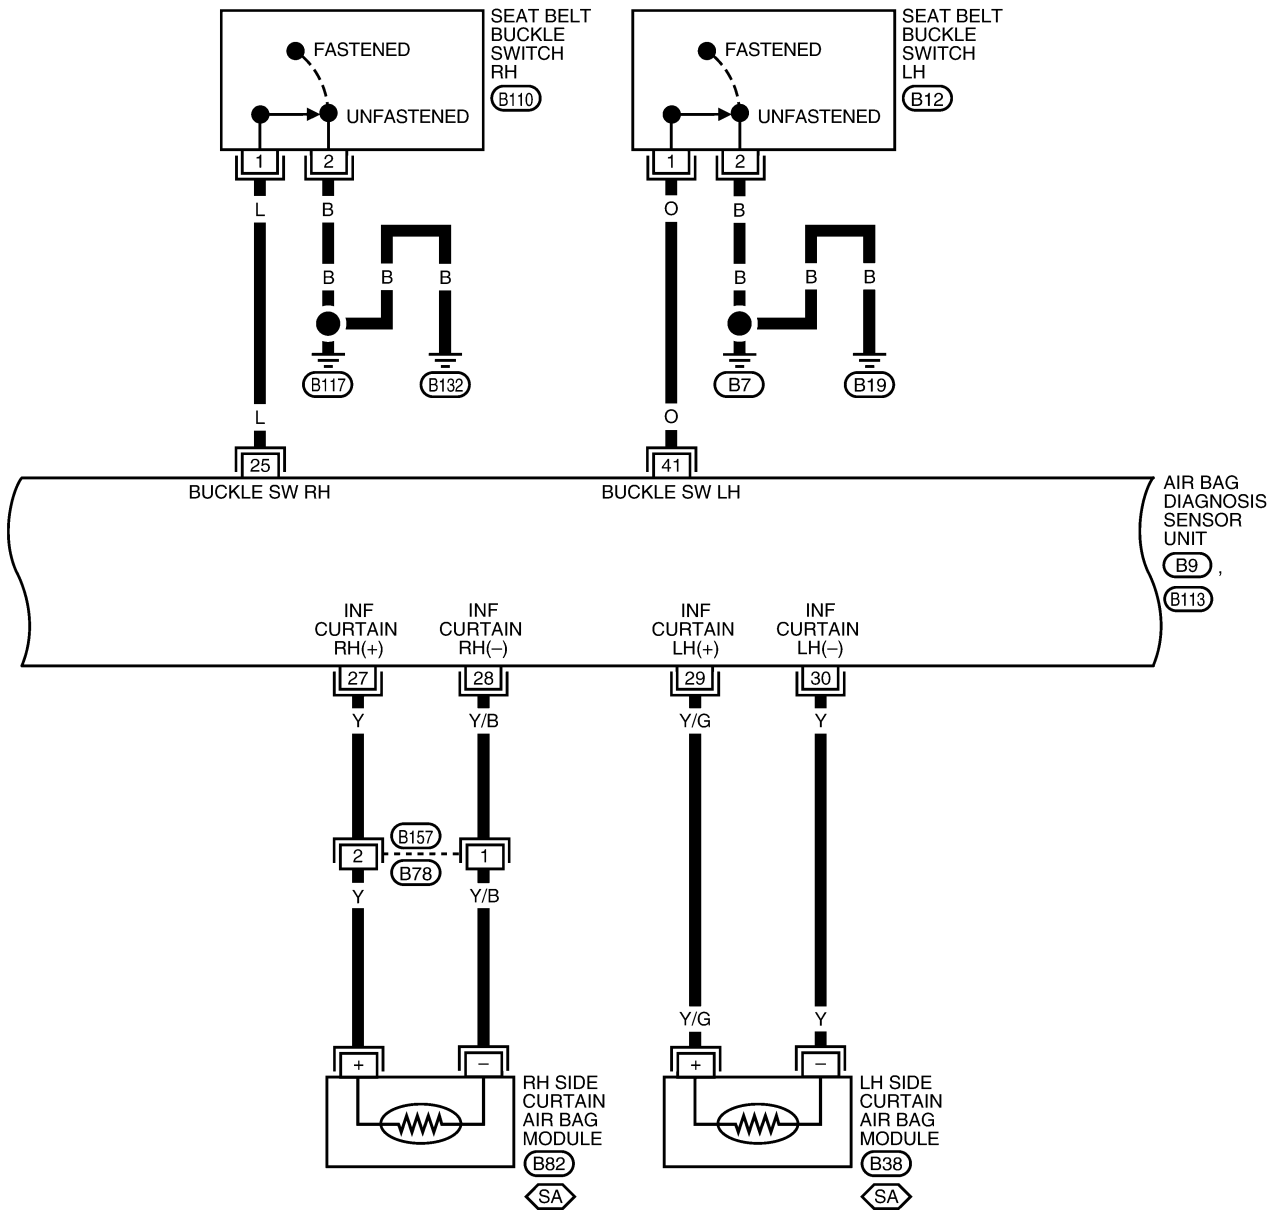 SEAT BELT
BUCKLE
SWITCH
RH
B110
FASTENED
UNFASTENED
1
2
SEAT BELT
BUCKLE
SWITCH
LH
B12
FASTENED
UNFASTENED
1
2
L
B
O
B
B
B
B
B
B
B
B117
B132
B7
B19
L
O
25
41
BUCKLE SW RH
BUCKLE SW LH
AIR BAG
DIAGNOSIS
SENSOR
UNIT
B9 ,
B113
INF
CURTAIN
RH(+)
INF
CURTAIN
RH(–)
INF
CURTAIN
LH(+)
INF
CURTAIN
LH(–)
27
28
29
30
Y
Y/B
Y/G
Y
B157
2
1
B78
Y
Y/B
Y/G
Y
+
–
+
–
RH SIDE
CURTAIN
AIR BAG
MODULE
B82
SA
LH SIDE
CURTAIN
AIR BAG
MODULE
B38
SA